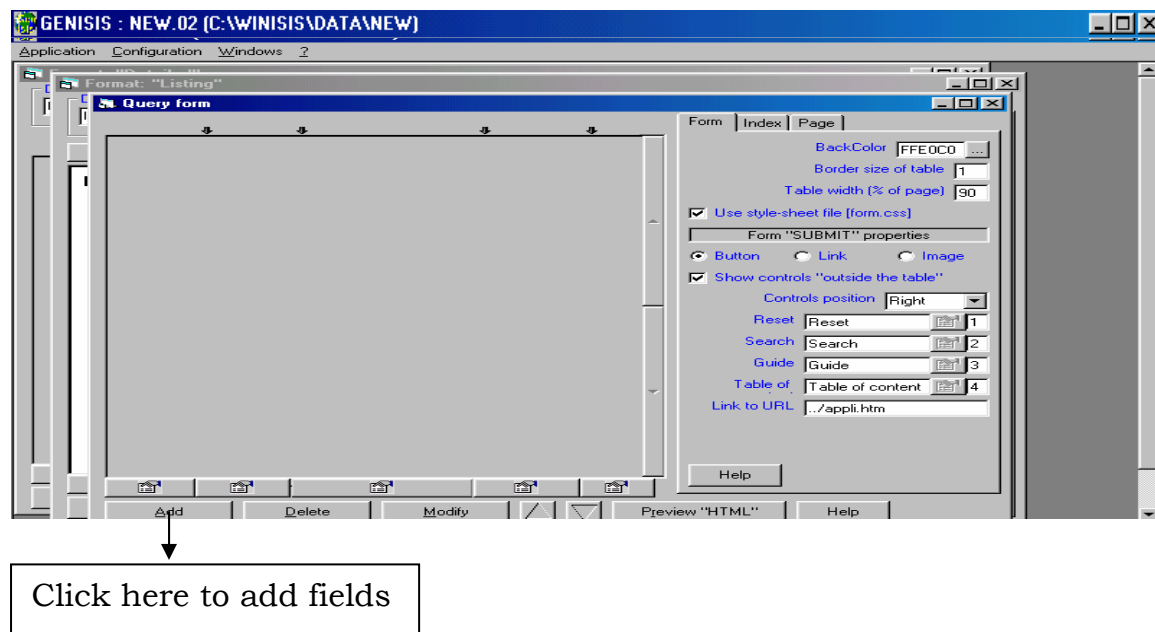 GENISIS : NEW.02 (C:\WINISIS\DATA\NEW)
Application Configuration Windows ?
Format: "Listing"
Query form
Form Index Page
BackColor FFE0C0 ...
Border size of table 1
Table width (% of page) 90
Use style-sheet file [form.css]
Form "SUBMIT" properties
Button Link Image
Show controls "outside the table"
Controls position Right
Reset Reset 1
Search Search 2
Guide Guide 3
Table of Table of content 4
Link to URL ../appli.htm
Help
Add Delete Modify Preview "HTML" Help
Click here to add fields